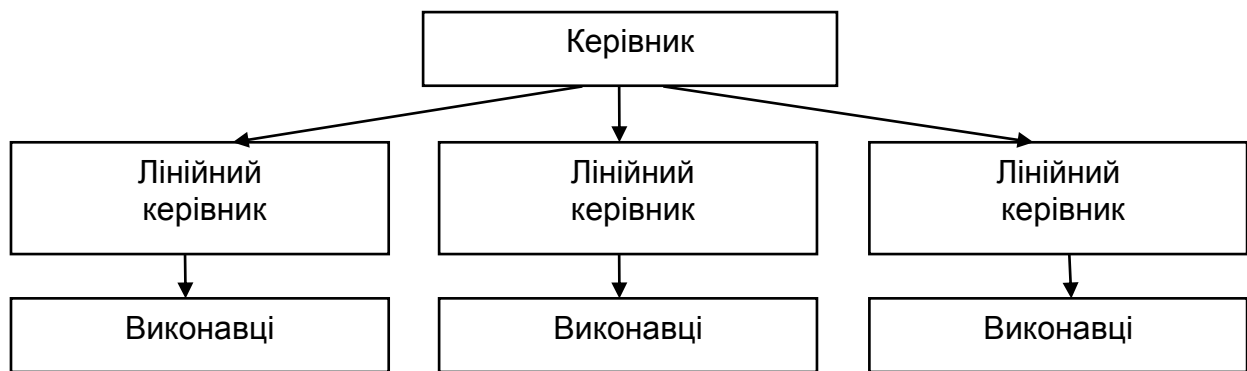 Керівник
Лінійний
керівник
Лінійний
керівник
Лінійний
керівник
Виконавці
Виконавці
Виконавці